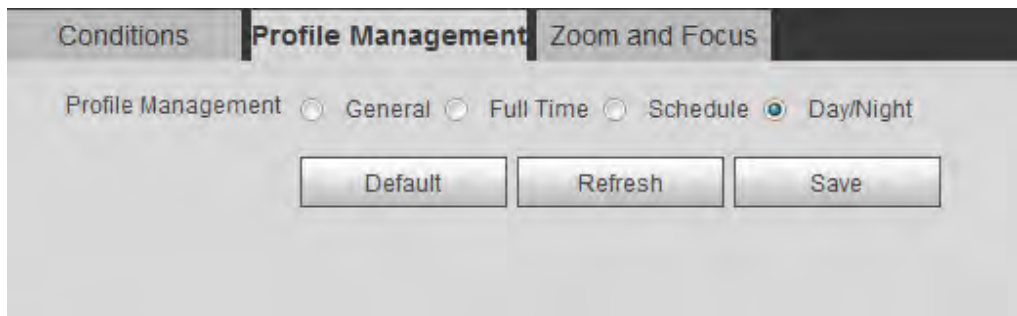 Conditions Profile Management Zoom and Focus
Profile Management General Full Time Schedule Day/Night
Default Refresh Save